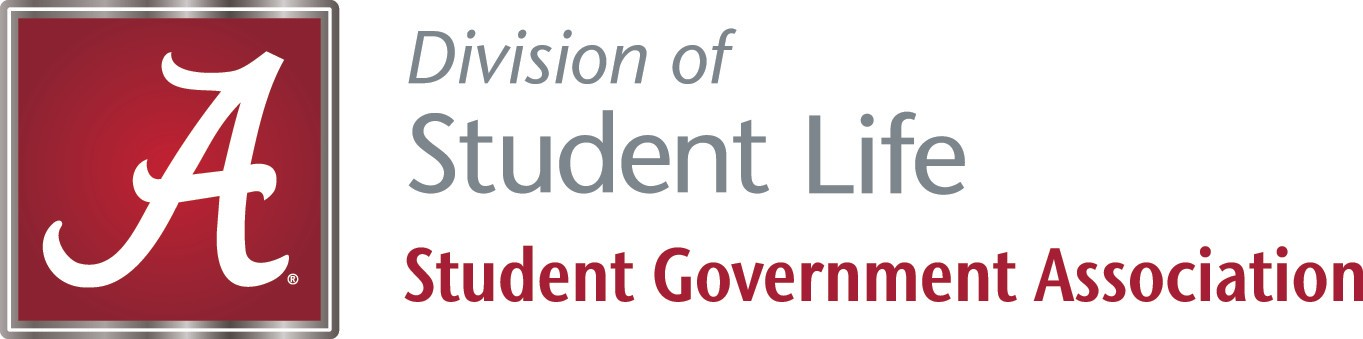 A
®
Division of
Student Life
Student Government Association